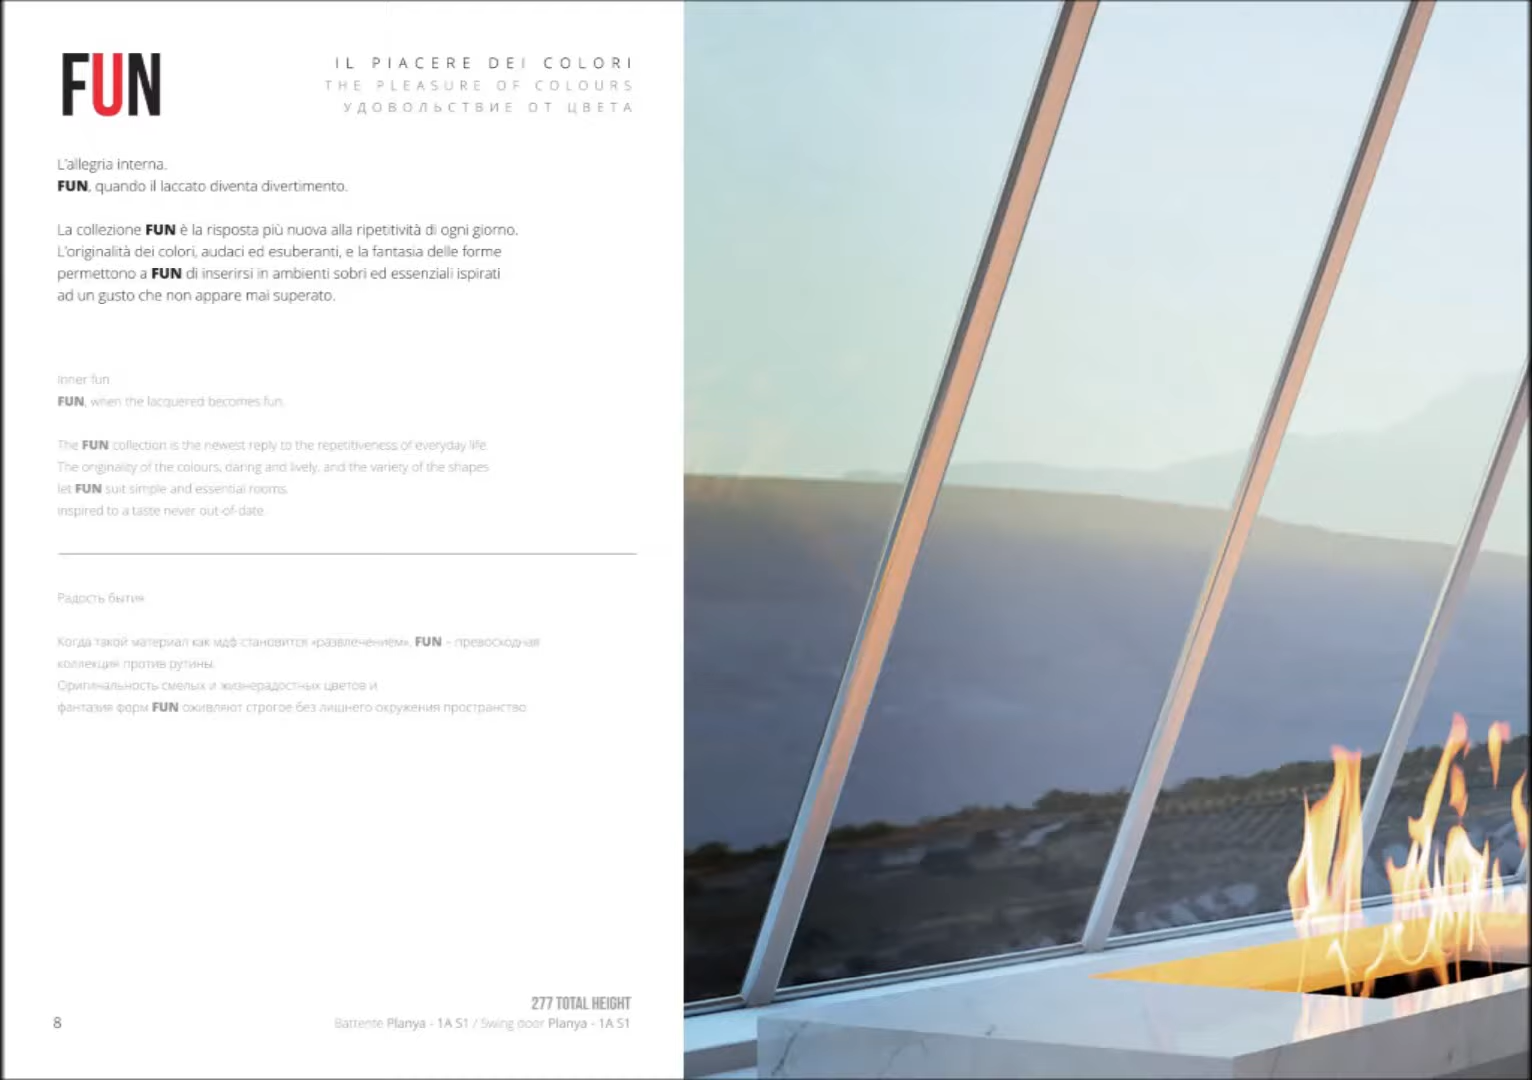 FUN
IL PIACERE DEI COLORI
THE PLEASURE OF COLOURS
УДОВОЛЬСТВИЕ ОТ ЦВЕТА
L'allegria interna.
FUN, quando il laccato diventa divertimento.
La collezione FUN è la risposta più nuova alla ripetitività di ogni giorno.
L'originalità dei colori, audaci ed esuberanti, e la fantasia delle forme
permettono a FUN di inserirsi in ambienti sobri ed essenziali ispirati
ad un gusto che non appare mai superato.
Inner fun.
FUN, when the lacquered becomes fun.
The FUN collection is the newest reply to the repetitiveness of everyday life.
The originality of the colours, daring and lively, and the variety of the shapes
let FUN suit simple and essential rooms.
inspired to a taste never out-of-date.
Радость бытия
Когда такой материал как мдф становится «развлечением», FUN – превосходная
коллекция против рутины.
Оригинальность смелых и жизнерадостных цветов и
фантазия форм FUN оживляют строгое без лишнего окружения пространство
277 TOTAL HEIGHT
8
Battente Planya - 1A S1 / Swing door Planya - 1A S1